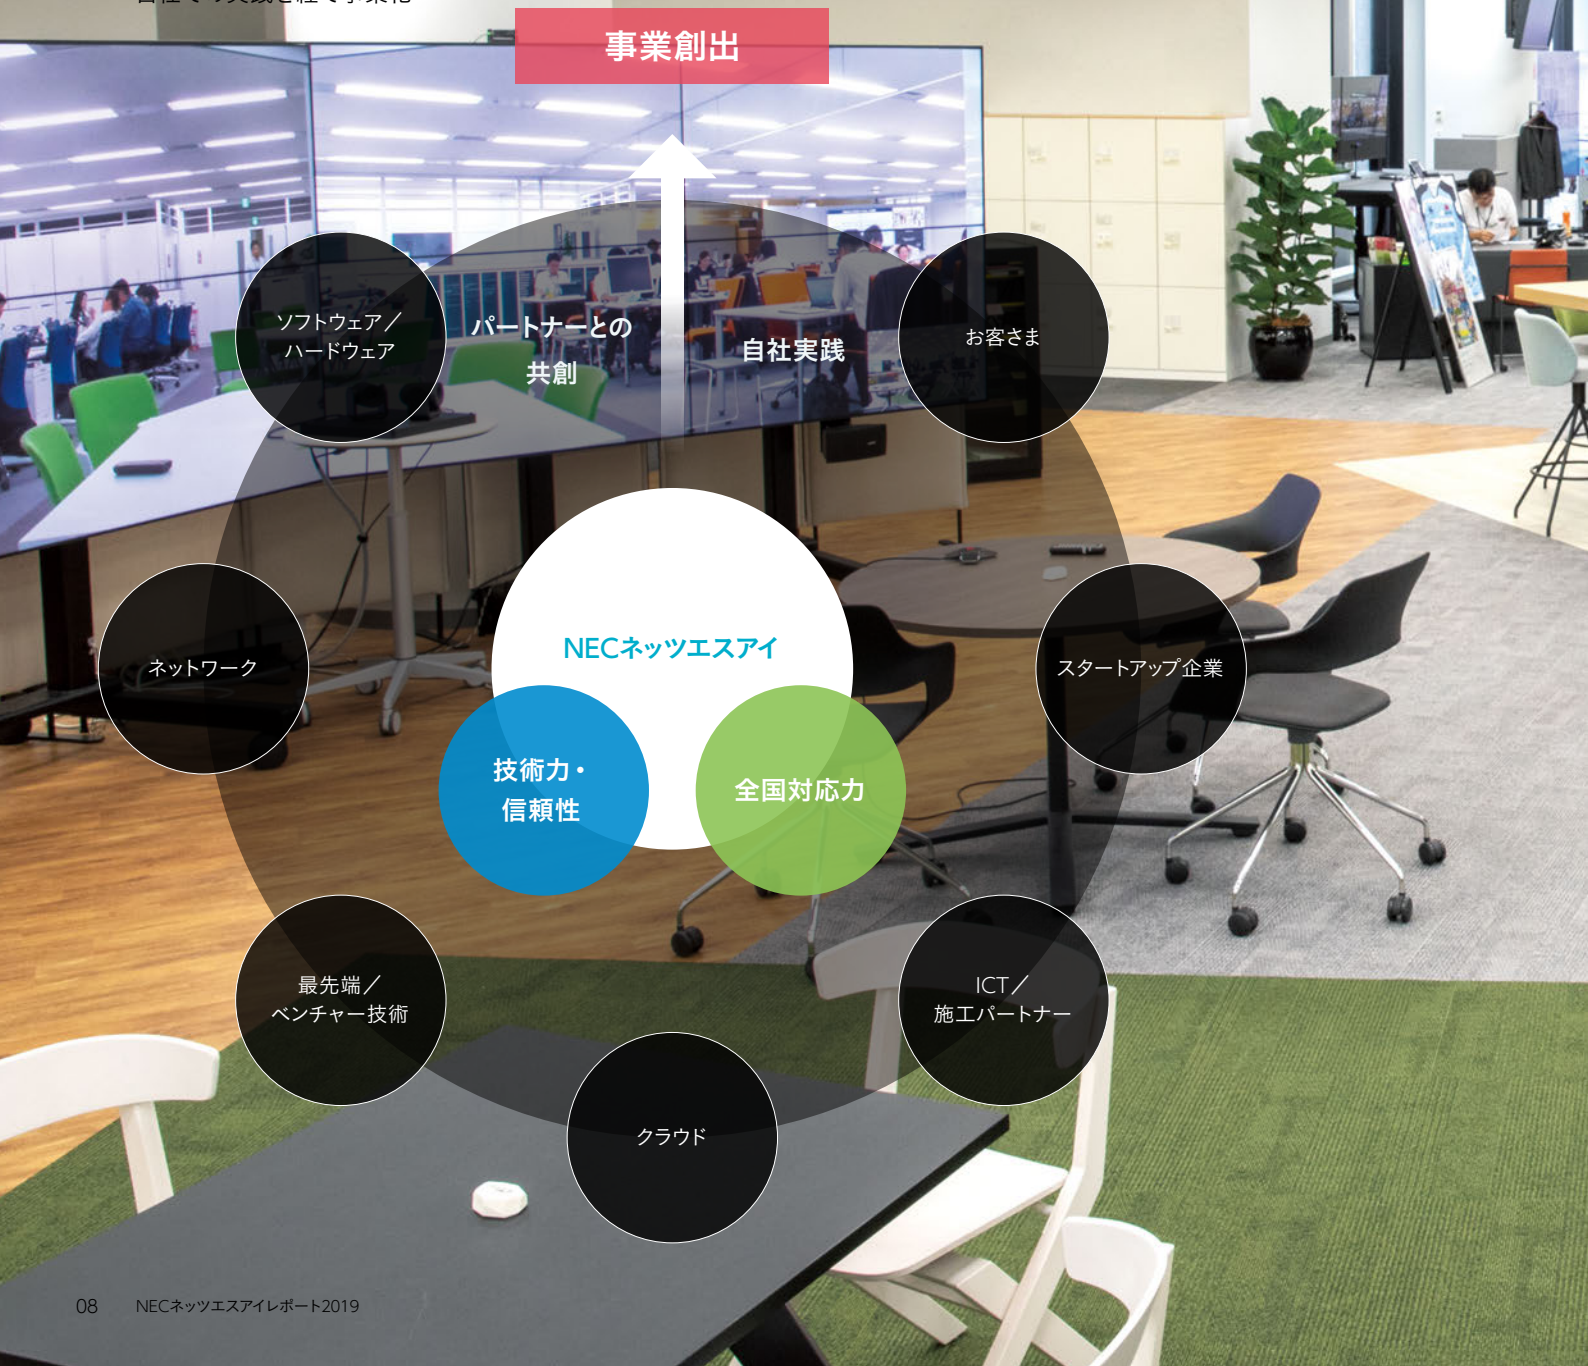 事業創出
ソフトウェア／
ハードウェア
パートナーとの
共創
自社実践
お客さま
NECネッツエスアイ
ネットワーク
スタートアップ企業
技術力・
信頼性
全国対応力
最先端／
ベンチャー技術
ICT／
施工パートナー
クラウド
08 NECネッツエスアイレポート2019